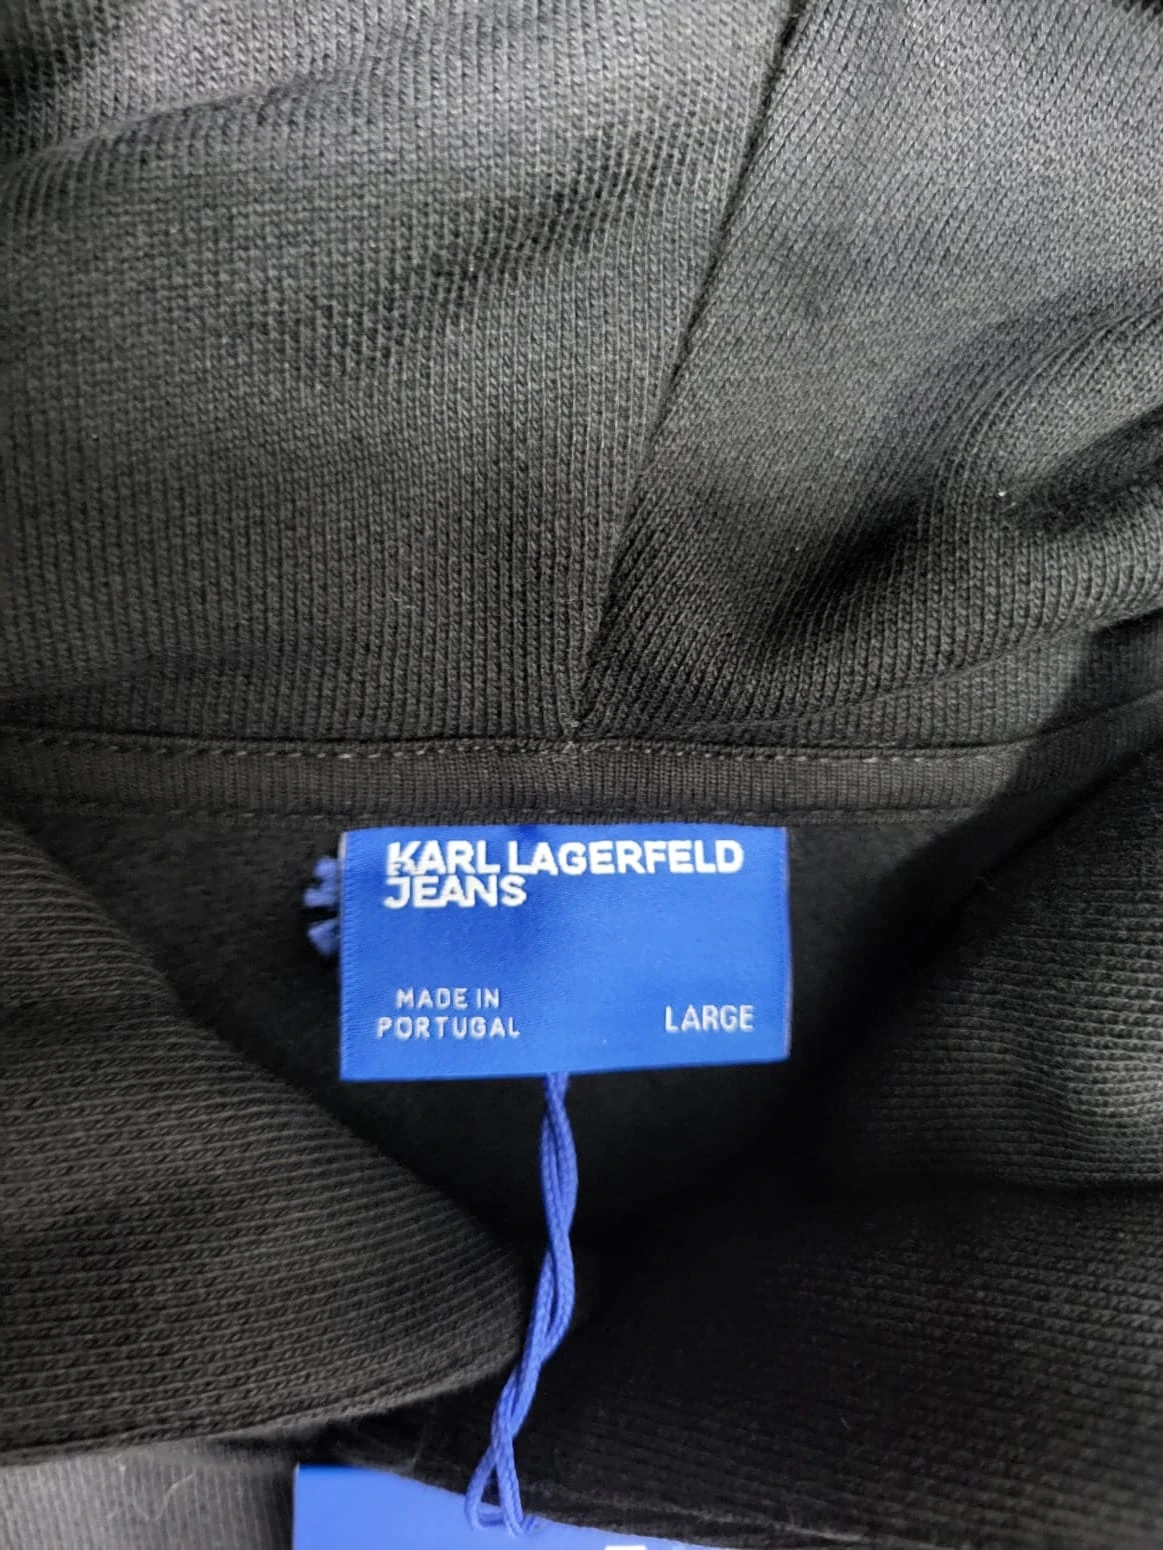 KARL LAGERFELD
JEANS
MADE IN
PORTUGAL
LARGE